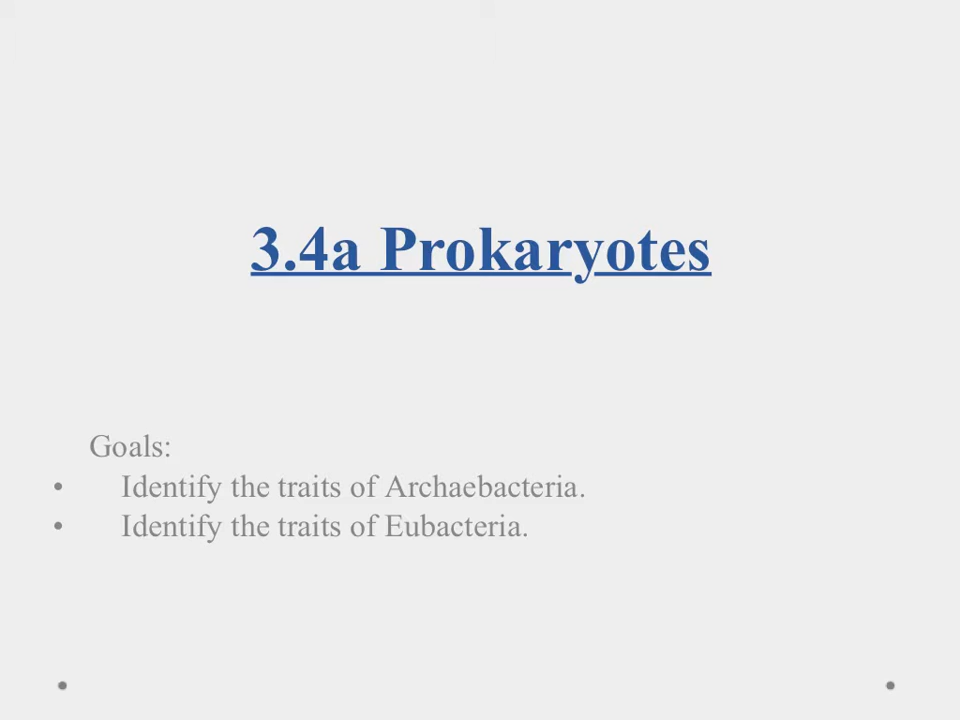 3.4a Prokaryotes
Goals:
• Identify the traits of Archaebacteria.
• Identify the traits of Eubacteria.